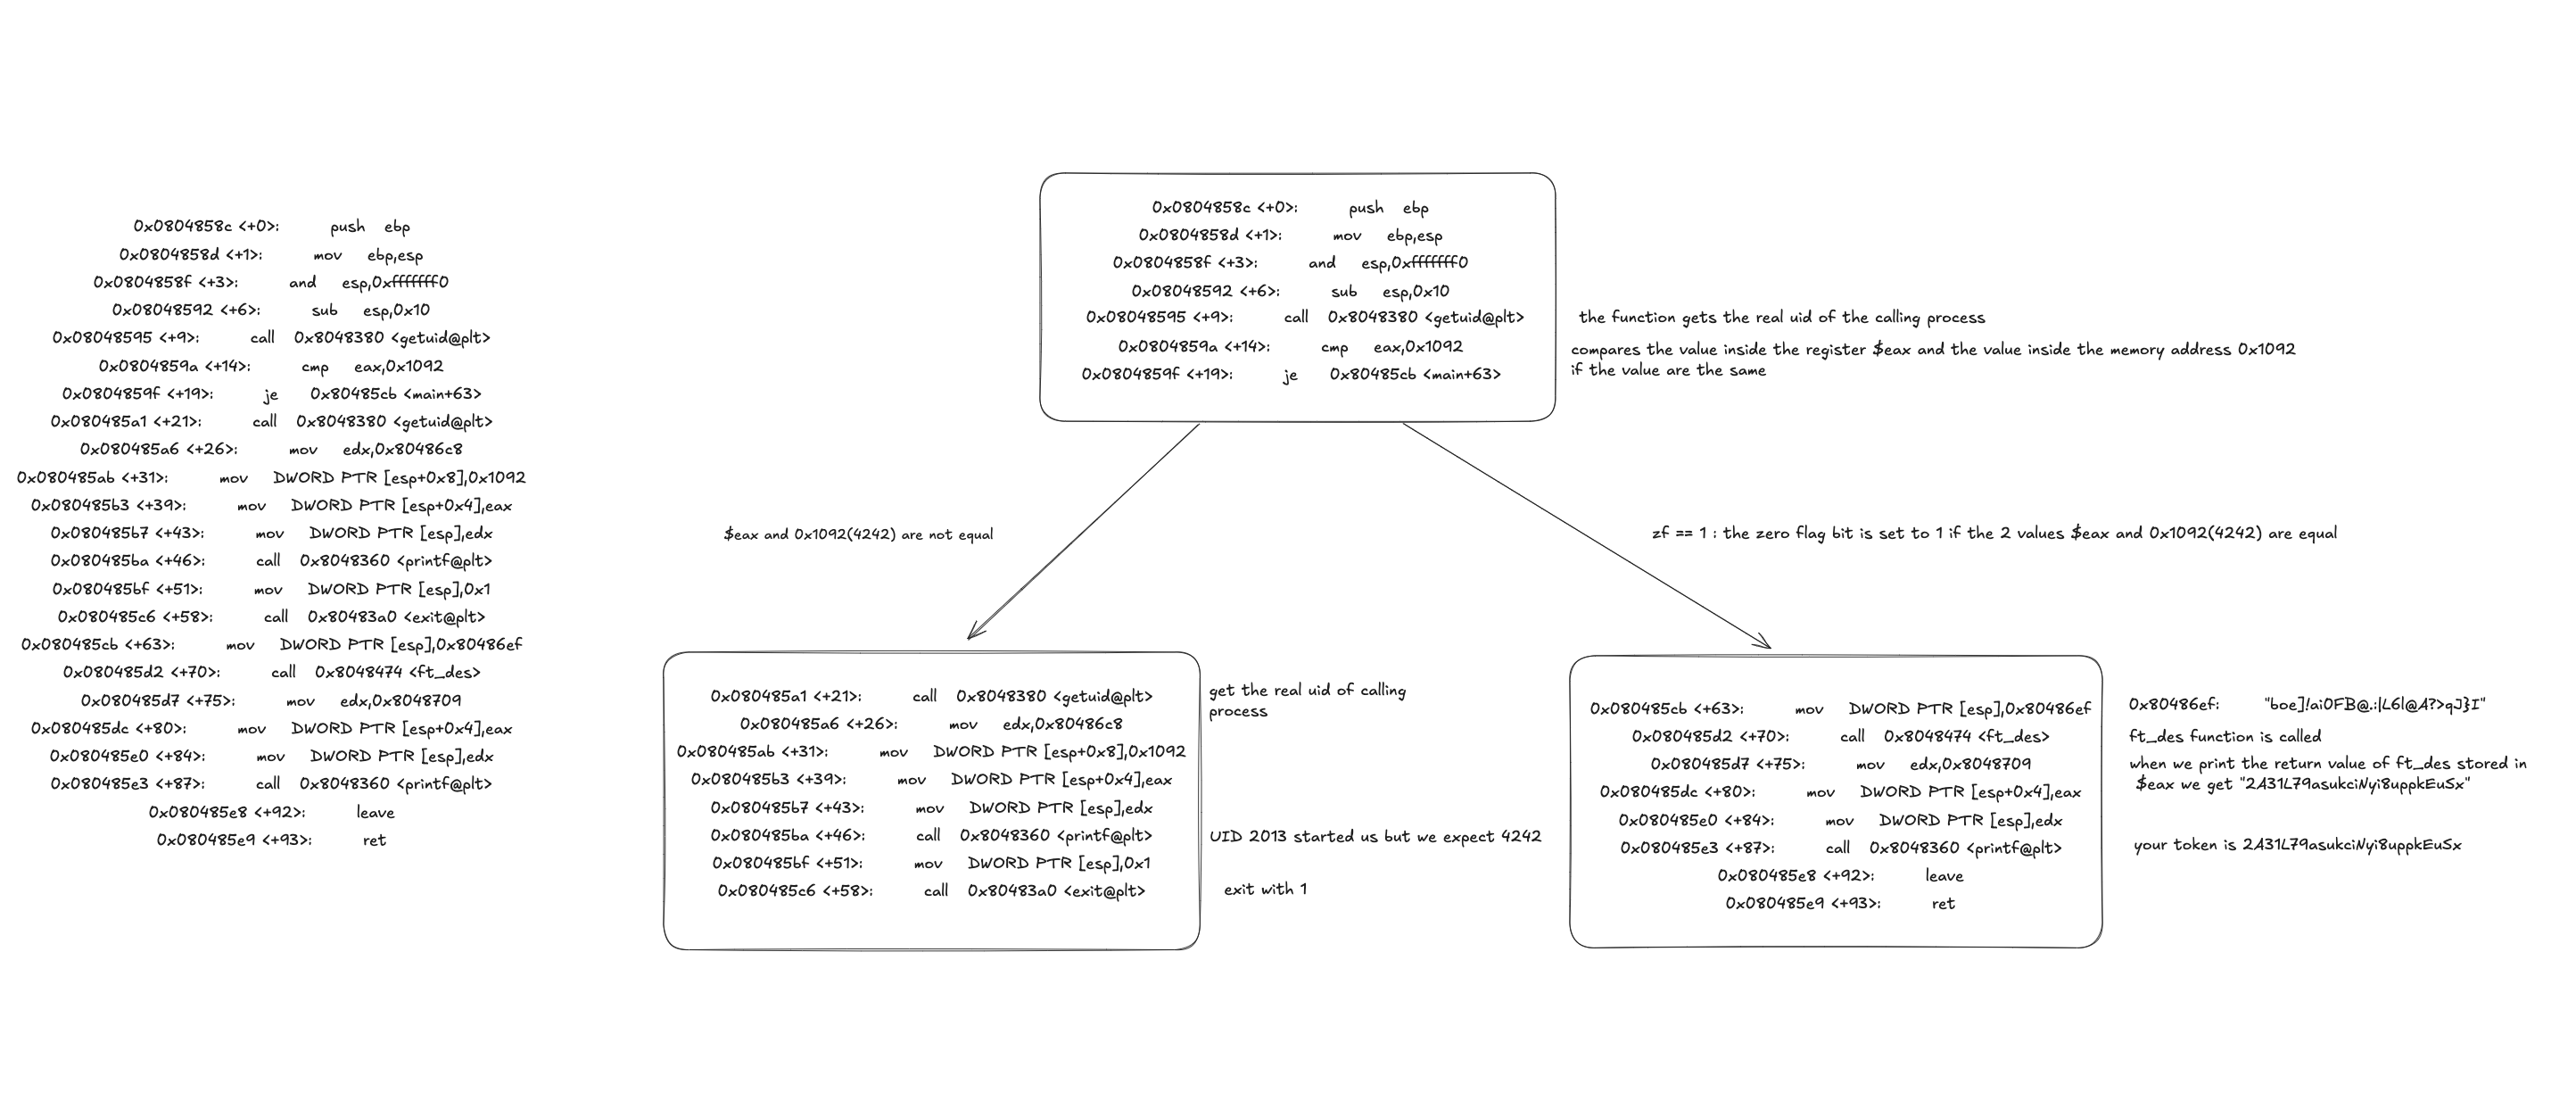 0x0804858c <+0>: push ebp
0x0804858d <+1>: mov ebp,esp
0x0804858f <+3>: and esp,0xfffffff0
0x08048592 <+6>: sub esp,0x10
0x08048595 <+9>: call 0x8048380 <getuid@plt>
0x0804859a <+14>: cmp eax,0x1092
0x0804859f <+19>: je 0x80485cb <main+63>
0x080485a1 <+21>: call 0x8048380 <getuid@plt>
0x080485a6 <+26>: mov edx,0x80486c8
0x080485ab <+31>: mov DWORD PTR [esp+0x8],0x1092
0x080485b3 <+39>: mov DWORD PTR [esp+0x4],eax
0x080485b7 <+43>: mov DWORD PTR [esp],edx
0x080485ba <+46>: call 0x8048360 <printf@plt>
0x080485bf <+51>: mov DWORD PTR [esp],0x1
0x080485c6 <+58>: call 0x80483a0 <exit@plt>
0x080485cb <+63>: mov DWORD PTR [esp],0x80486ef
0x080485d2 <+70>: call 0x8048474 <ft_des>
0x080485d7 <+75>: mov edx,0x8048709
0x080485dc <+80>: mov DWORD PTR [esp+0x4],eax
0x080485e0 <+84>: mov DWORD PTR [esp],edx
0x080485e3 <+87>: call 0x8048360 <printf@plt>
0x080485e8 <+92>: leave
0x080485e9 <+93>: ret
0x0804858c <+0>: push ebp
0x0804858d <+1>: mov ebp,esp
0x0804858f <+3>: and esp,0xfffffff0
0x08048592 <+6>: sub esp,0x10
0x08048595 <+9>: call 0x8048380 <getuid@plt>
0x0804859a <+14>: cmp eax,0x1092
0x0804859f <+19>: je 0x80485cb <main+63>
the function gets the real uid of the calling process
compares the value inside the register $eax and the value inside the memory address 0x1092
if the value are the same
$eax and 0x1092(4242) are not equal
zf == 1 : the zero flag bit is set to 1 if the 2 values $eax and 0x1092(4242) are equal
0x080485a1 <+21>: call 0x8048380 <getuid@plt>
0x080485a6 <+26>: mov edx,0x80486c8
0x080485ab <+31>: mov DWORD PTR [esp+0x8],0x1092
0x080485b3 <+39>: mov DWORD PTR [esp+0x4],eax
0x080485b7 <+43>: mov DWORD PTR [esp],edx
0x080485ba <+46>: call 0x8048360 <printf@plt>
0x080485bf <+51>: mov DWORD PTR [esp],0x1
0x080485c6 <+58>: call 0x80483a0 <exit@plt>
get the real uid of calling
process
UID 2013 started us but we expect 4242
exit with 1
0x080485cb <+63>: mov DWORD PTR [esp],0x80486ef
0x080485d2 <+70>: call 0x8048474 <ft_des>
0x080485d7 <+75>: mov edx,0x8048709
0x080485dc <+80>: mov DWORD PTR [esp+0x4],eax
0x080485e0 <+84>: mov DWORD PTR [esp],edx
0x080485e3 <+87>: call 0x8048360 <printf@plt>
0x080485e8 <+92>: leave
0x080485e9 <+93>: ret
0x80486ef: "boe]!ai0FB@.:|L6l@A?>qJ}I"
ft_des function is called
when we print the return value of ft_des stored in
$eax we get "2A31L79asukciNyi8uppkEuSx"
your token is 2A31L79asukciNyi8uppkEuSx